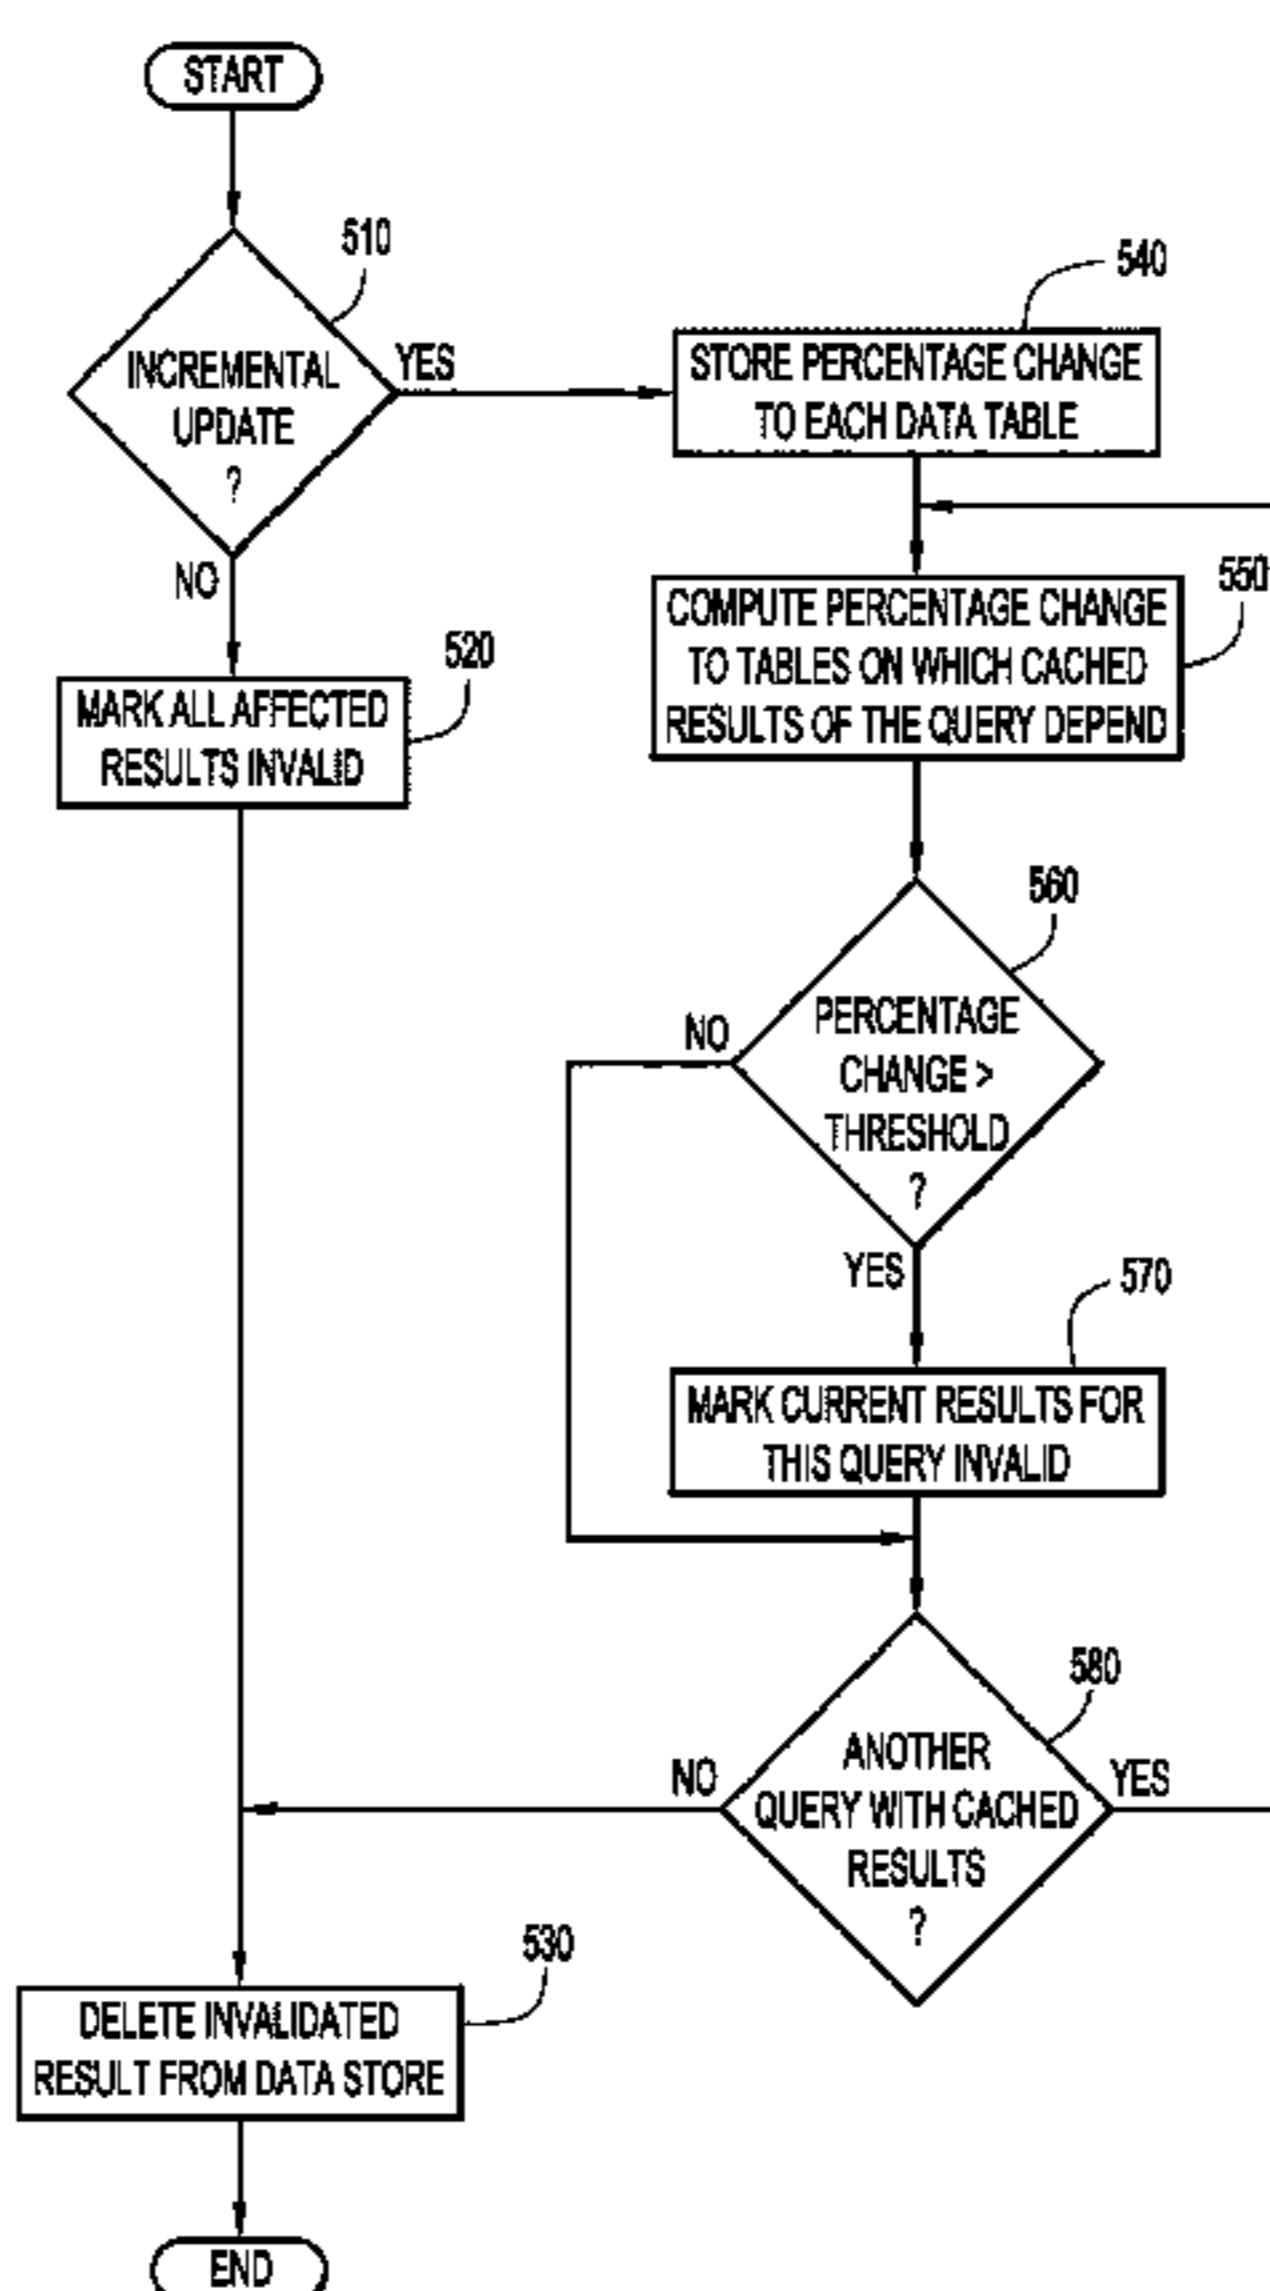 START
510
INCREMENTAL
UPDATE
?
YES
NO
540
STORE PERCENTAGE CHANGE
TO EACH DATA TABLE
550
COMPUTE PERCENTAGE CHANGE
TO TABLES ON WHICH CACHED
RESULTS OF THE QUERY DEPEND
520
MARK ALL AFFECTED
RESULTS INVALID
560
PERCENTAGE
CHANGE >
THRESHOLD
?
NO
YES
570
MARK CURRENT RESULTS FOR
THIS QUERY INVALID
580
ANOTHER
QUERY WITH CACHED
RESULTS
?
NO
YES
530
DELETE INVALIDATED
RESULT FROM DATA STORE
END